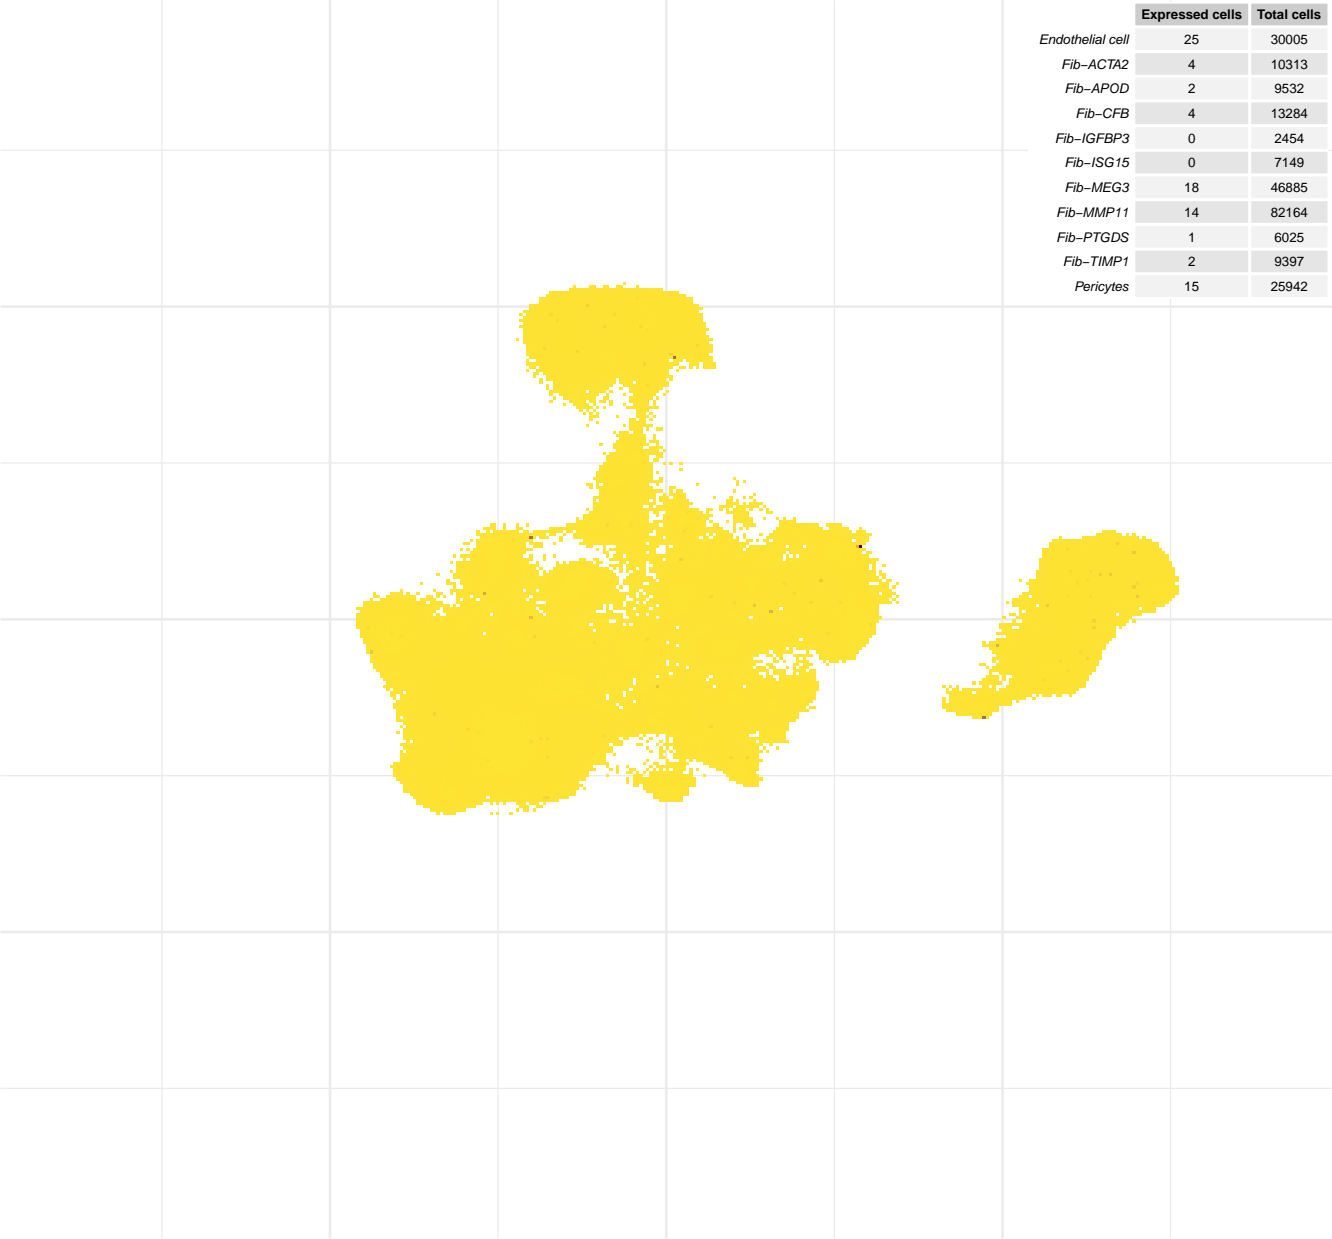 Expressed cells Total cells
Endothelial cell 25 30005
Fib−ACTA2 4 10313
Fib−APOD 2 9532
Fib−CFB 4 13284
Fib−IGFBP3 0 2454
Fib−ISG15 0 7149
Fib−MEG3 18 46885
Fib−MMP11 14 82164
Fib−PTGDS 1 6025
Fib−TIMP1 2 9397
Pericytes 15 25942